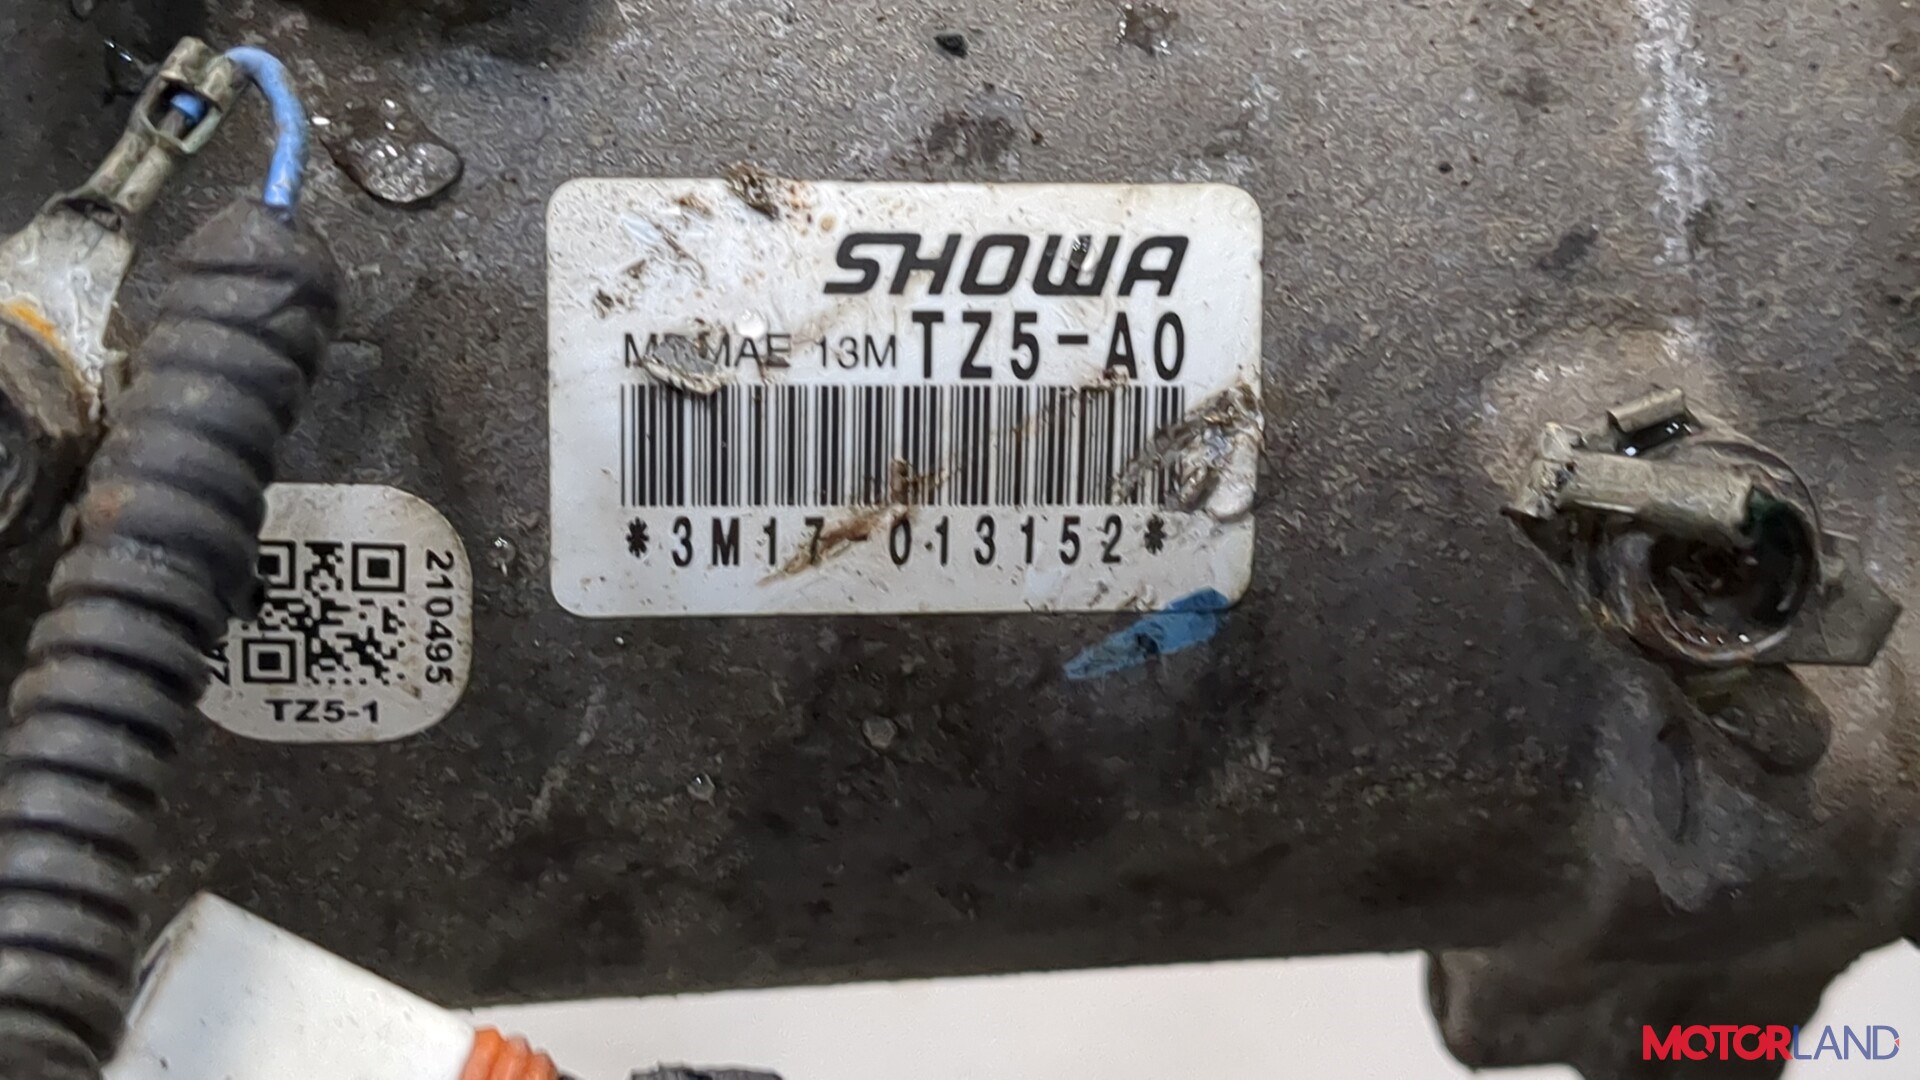 SHOWA
MAE 13M TZ5-A0
*3M17 013152*
210495
TZ5-1
MOTORLAND